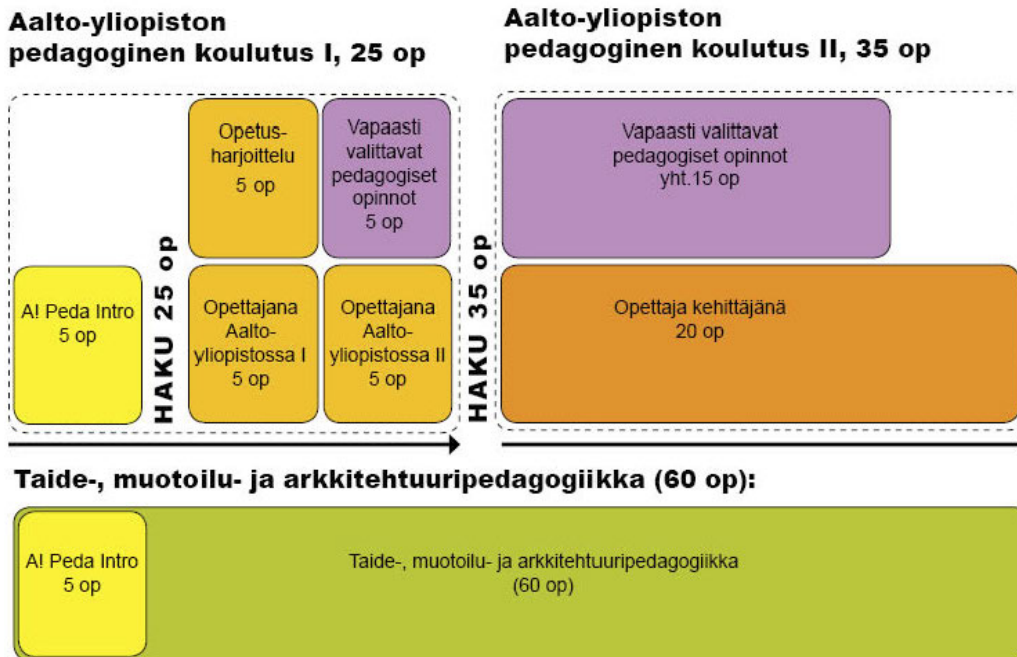 Aalto-yliopiston
pedagoginen koulutus I, 25 op
Aalto-yliopiston
pedagoginen koulutus II, 35 op
Opetus-
harjoittelu
5 op
Vapaasti
valittavat
pedagogiset
opinnot
5 op
A! Peda Intro
5 op
HAKU 25 op
Opettajana
Aalto-
yliopistossa I
5 op
Opettajana
Aalto-
yliopistossa II
5 op
HAKU 35 op
Vapaasti valittavat
pedagogiset opinnot
yht.15 op
Opettaja kehittäjänä
20 op
Taide-, muotoilu- ja arkkitehtuuripedagogiikka (60 op):
A! Peda Intro
5 op
Taide-, muotoilu- ja arkkitehtuuripedagogiikka
(60 op)